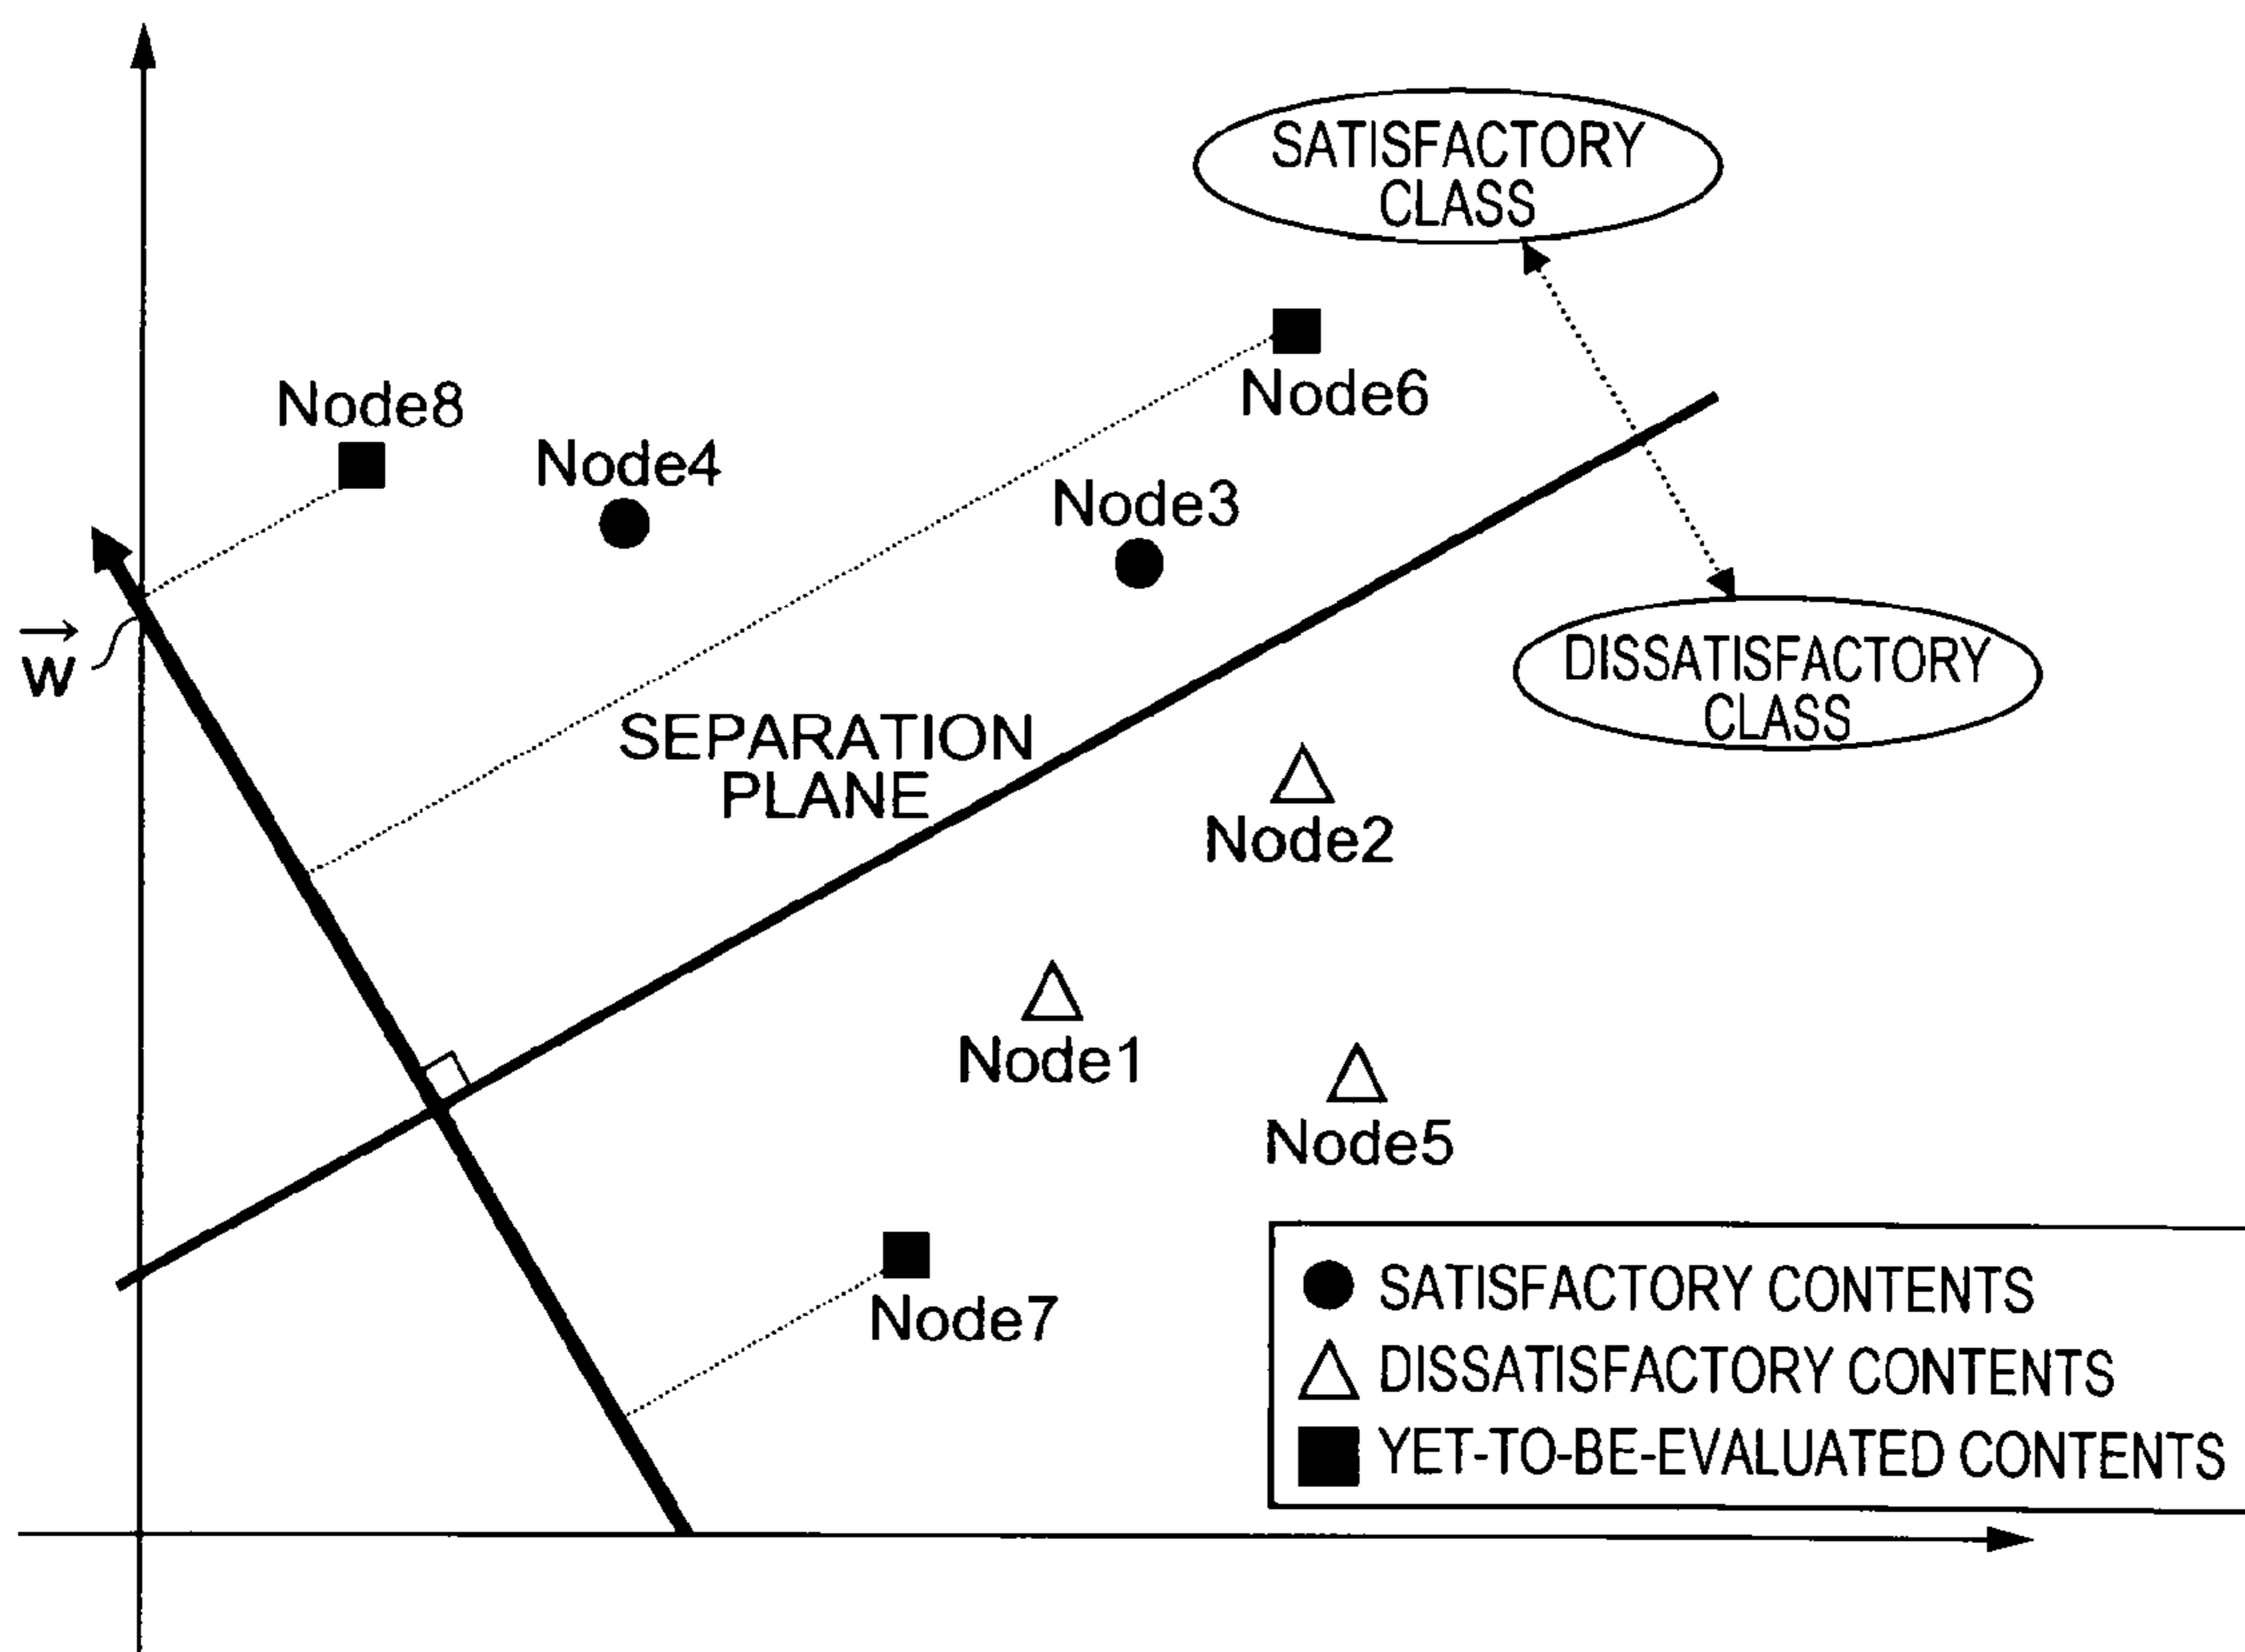 SATISFACTORY
CLASS
Node8
Node4
Node6
Node3
w
SEPARATION
PLANE
DISSATISFACTORY
CLASS
Node2
Node1
Node5
Node7
SATISFACTORY CONTENTS
DISSATISFACTORY CONTENTS
YET-TO-BE-EVALUATED CONTENTS